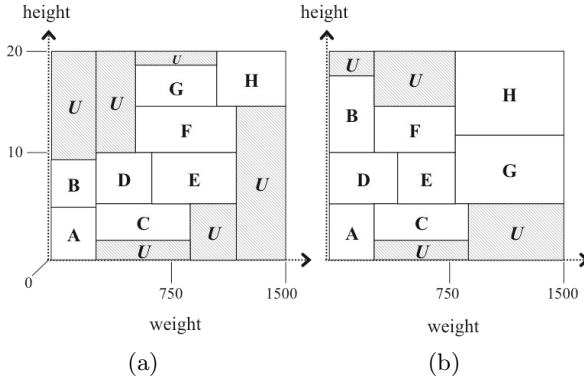 height height
20 U U U G H U U H
B F B F G
10
B D E D E
A C U U A C U
U U
0
750 1500 750 1500
weight weight
(a) (b)